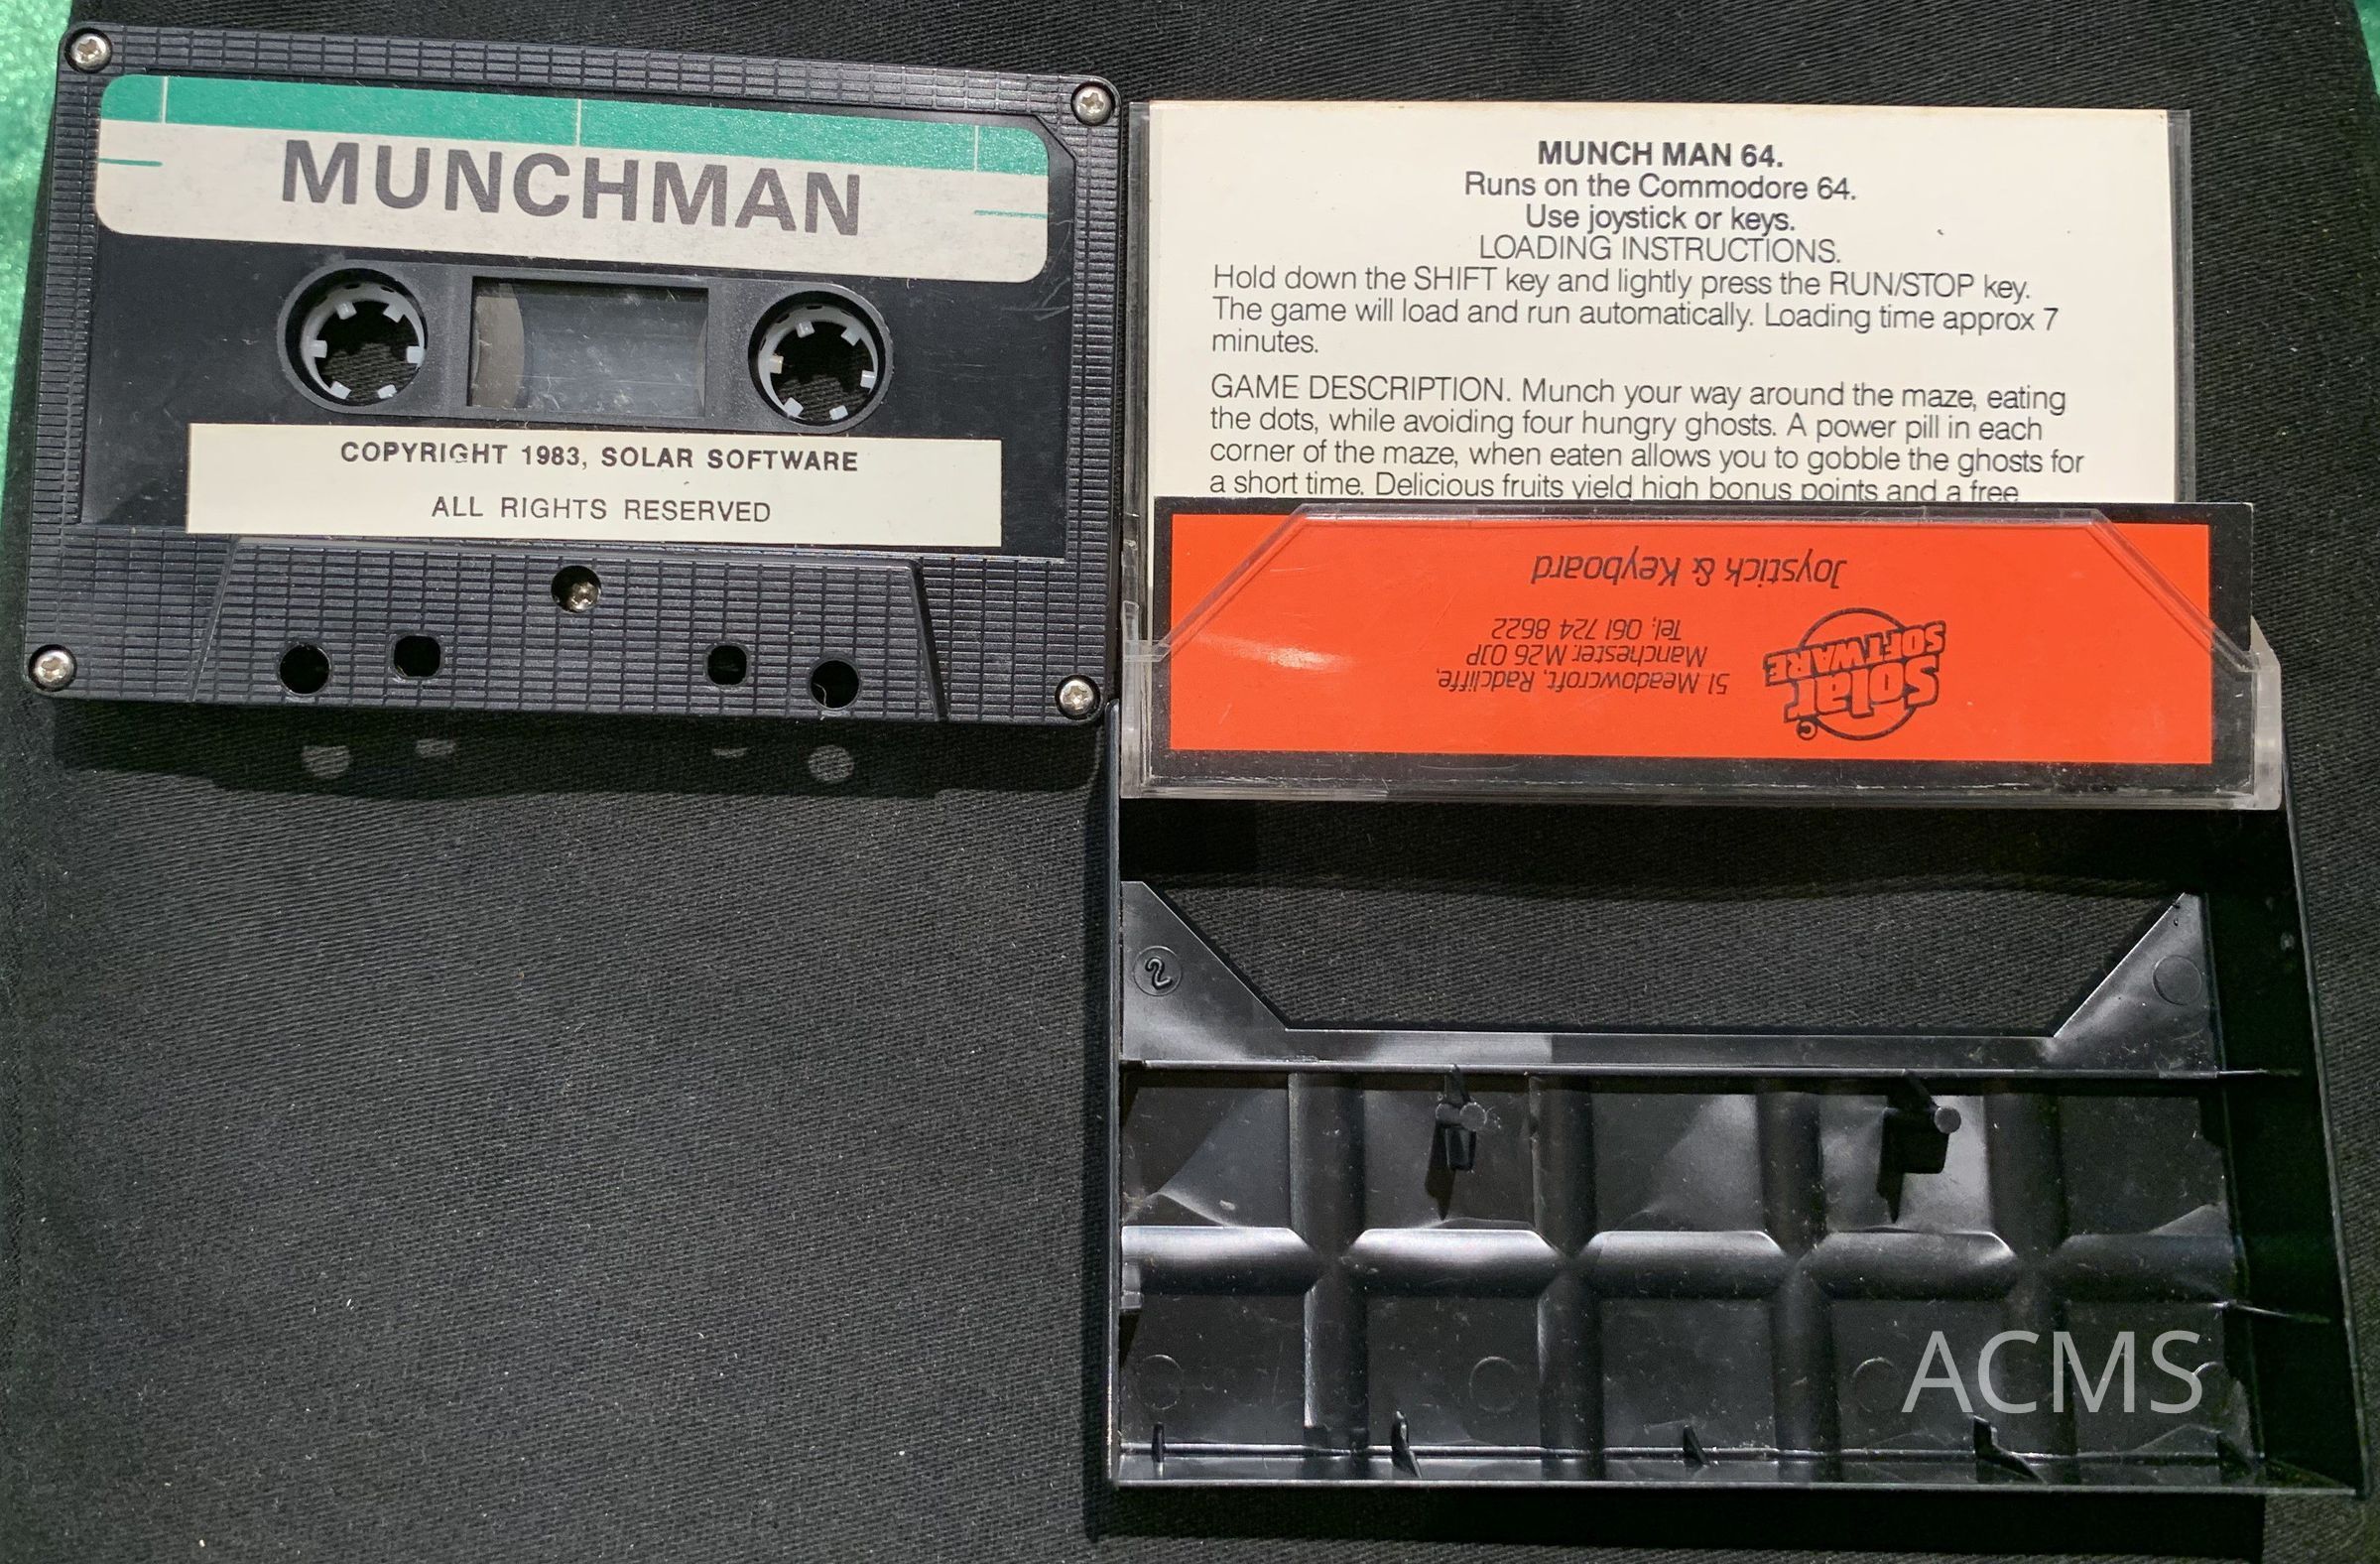 MUNCHMAN
COPYRIGHT 1983, SOLAR SOFTWARE
ALL RIGHTS RESERVED
MUNCH MAN 64.
Runs on the Commodore 64.
Use joystick or keys.
LOADING INSTRUCTIONS.
Hold down the SHIFT key and lightly press the RUN/STOP key.
The game will load and run automatically. Loading time approx 7
minutes.
GAME DESCRIPTION. Munch your way around the maze, eating
the dots, while avoiding four hungry ghosts. A power pill in each
corner of the maze, when eaten allows you to gobble the ghosts for
a short time. Delicious fruits yield high bonus points and a free
©
Solar
SOFTWARE
51 Meadowcroft, Radcliffe,
Manchester. M26 0JP
Tel. 061 724 8622
Joystick & Keyboard
2
ACMS